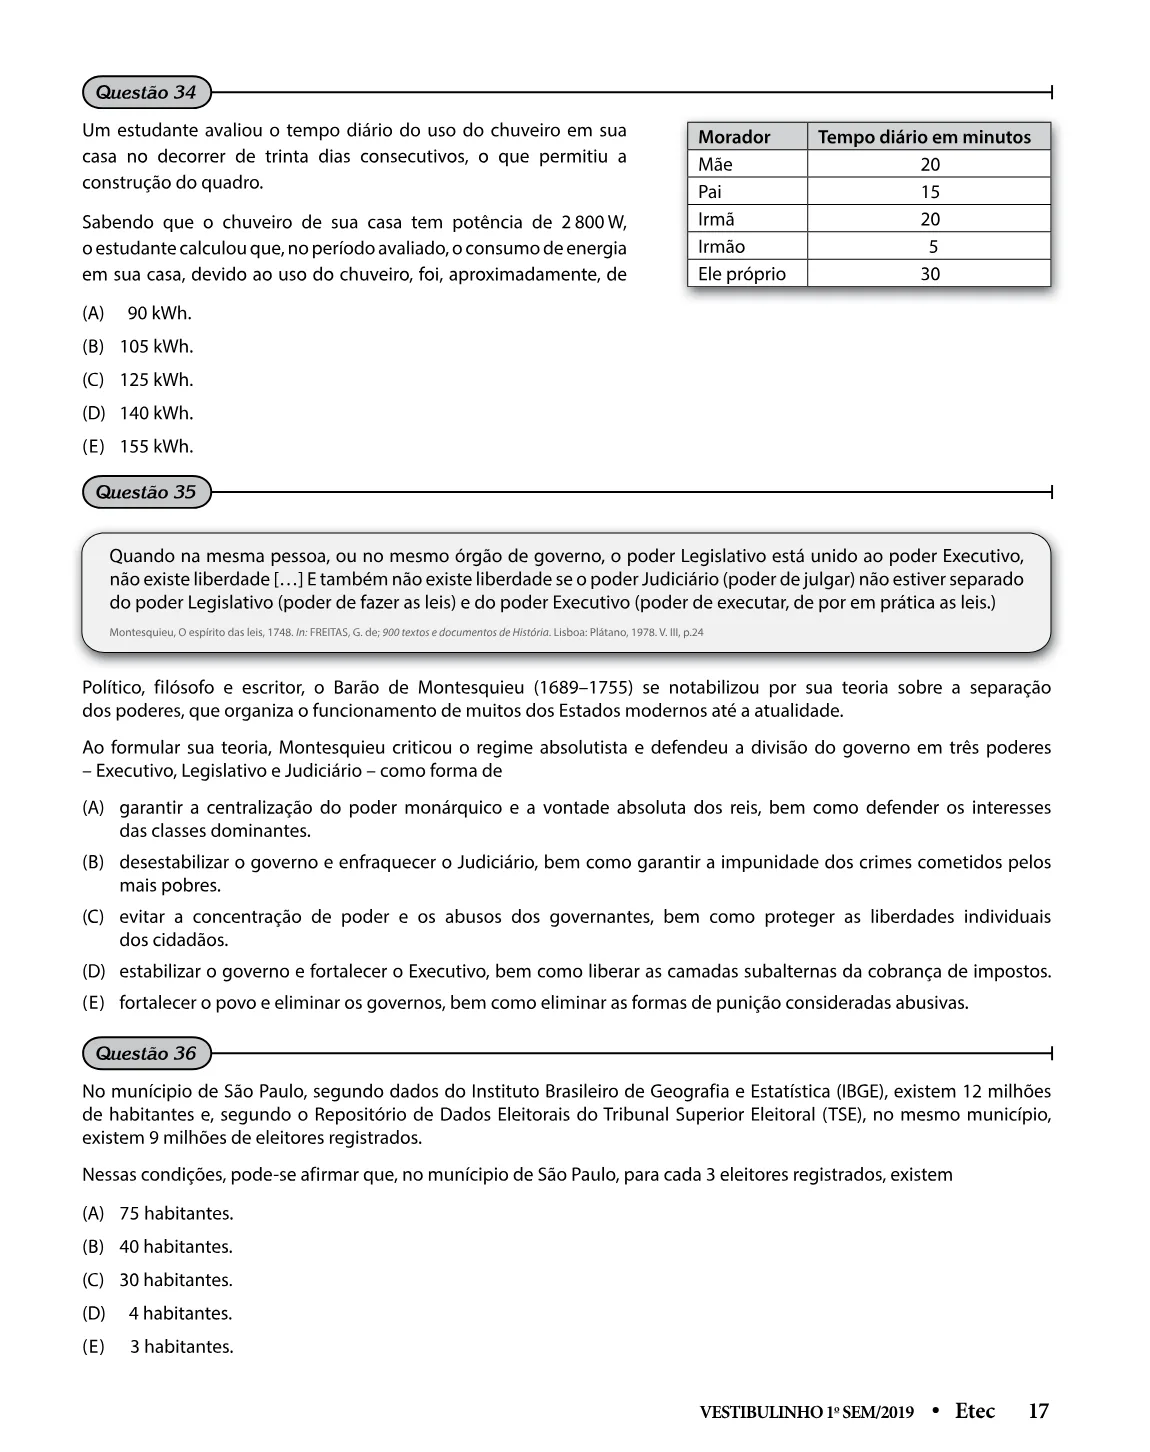 Questão 34
Um estudante avaliou o tempo diário do uso do chuveiro em sua
casa no decorrer de trinta dias consecutivos, o que permitiu a
construção do quadro.
Sabendo que o chuveiro de sua casa tem potência de 2 800 W,
o estudante calculou que, no período avaliado, o consumo de energia
em sua casa, devido ao uso do chuveiro, foi, aproximadamente, de
Morador Tempo diário em minutos
Mãe 20
Pai 15
Irmã 20
Irmão 5
Ele próprio 30
(A) 90 kWh.
(B) 105 kWh.
(C) 125 kWh.
(D) 140 kWh.
(E) 155 kWh.
Questão 35
Quando na mesma pessoa, ou no mesmo órgão de governo, o poder Legislativo está unido ao poder Executivo,
não existe liberdade […] E também não existe liberdade se o poder Judiciário (poder de julgar) não estiver separado
do poder Legislativo (poder de fazer as leis) e do poder Executivo (poder de executar, de por em prática as leis.)
Montesquieu, O espírito das leis, 1748. In: FREITAS, G. de; 900 textos e documentos de História. Lisboa: Plátano, 1978. V. III, p.24
Político, filósofo e escritor, o Barão de Montesquieu (1689–1755) se notabilizou por sua teoria sobre a separação
dos poderes, que organiza o funcionamento de muitos dos Estados modernos até a atualidade.
Ao formular sua teoria, Montesquieu criticou o regime absolutista e defendeu a divisão do governo em três poderes
– Executivo, Legislativo e Judiciário – como forma de
(A) garantir a centralização do poder monárquico e a vontade absoluta dos reis, bem como defender os interesses
das classes dominantes.
(B) desestabilizar o governo e enfraquecer o Judiciário, bem como garantir a impunidade dos crimes cometidos pelos
mais pobres.
(C) evitar a concentração de poder e os abusos dos governantes, bem como proteger as liberdades individuais
dos cidadãos.
(D) estabilizar o governo e fortalecer o Executivo, bem como liberar as camadas subalternas da cobrança de impostos.
(E) fortalecer o povo e eliminar os governos, bem como eliminar as formas de punição consideradas abusivas.
Questão 36
No munícipio de São Paulo, segundo dados do Instituto Brasileiro de Geografia e Estatística (IBGE), existem 12 milhões
de habitantes e, segundo o Repositório de Dados Eleitorais do Tribunal Superior Eleitoral (TSE), no mesmo município,
existem 9 milhões de eleitores registrados.
Nessas condições, pode-se afirmar que, no munícipio de São Paulo, para cada 3 eleitores registrados, existem
(A) 75 habitantes.
(B) 40 habitantes.
(C) 30 habitantes.
(D) 4 habitantes.
(E) 3 habitantes.
VESTIBULINHO 1º SEM/2019 • Etec 17